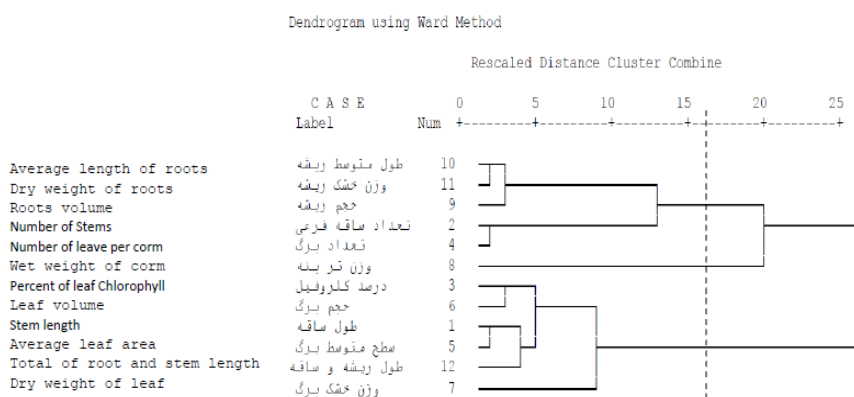 Dendrogram using Ward Method
Rescaled Distance Cluster Combine
C A S E 0 5 10 15 20 25
Label Num +---------+---------+---------+---------+---------+
Average length of roots طول متوسط ریشه 10
Dry weight of roots وزن خشک ریشه 11
Roots volume حجم ریشه 9
Number of Stems تعداد ساقه فرعی 2
Number of leave per corm تعداد برگ 4
Wet weight of corm وزن تر بنه 8
Percent of leaf Chlorophyll درصد کلروفیل 3
Leaf volume حجم برگ 6
Stem length طول ساقه 1
Average leaf area سطح متوسط برگ 5
Total of root and stem length طول ریشه و ساقه 12
Dry weight of leaf وزن خشک برگ 7